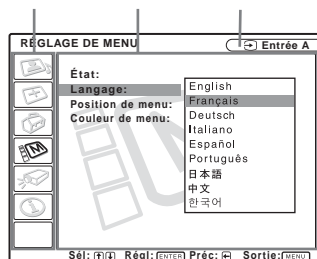 RÉGLAGE DE MENU
Entrée A
État:
Langage:
Position de menu:
Couleur de menu:
English
Français
Deutsch
Italiano
Español
Português
日本語
中文
한국어
Sél: Régl: ENTER Préc: Sortie: MENU